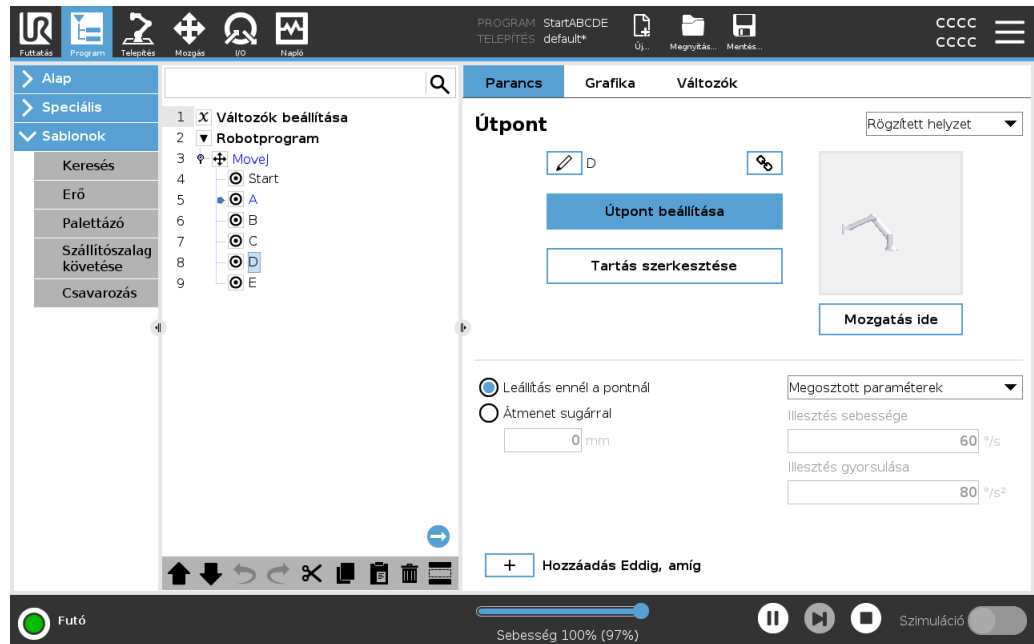 UR
Futtatás
Program
Telepítés
Mozgás
I/O
Napló
PROGRAM StartABCDE
TELEPÍTÉS default*
Új...
Megnyitás...
Mentés...
CCCC
CCCC
Alap
Speciális
Sablonok
Keresés
Erő
Palettázó
Szállítószalag
követése
Csavarozás
1 X Változók beállítása
2 Robotprogram
3 MoveJ
4 Start
5 A
6 B
7 C
8 D
9 E
Parancs Grafika Változók
Útpont
Rögzített helyzet
D
Útpont beállítása
Tartás szerkesztése
Mozgatás ide
Leállítás ennél a pontnál
Átmenet sugárral
0 mm
Megosztott paraméterek
Illesztés sebessége
60 °/s
Illesztés gyorsulása
80 °/s²
+ Hozzáadás Eddig, amíg
Futó
Sebesség 100% (97%)
Szimuláció